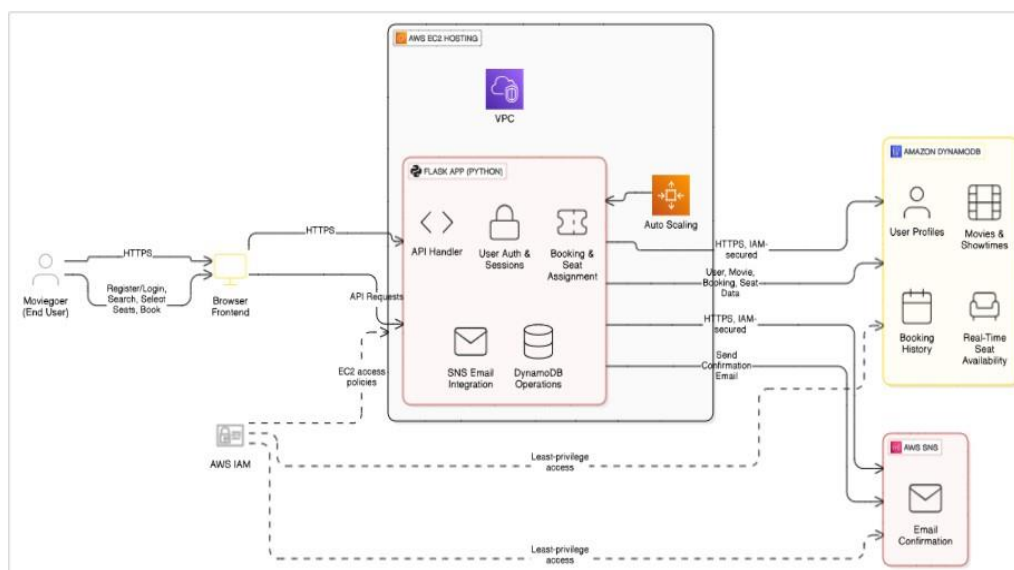 AWS EC2 HOSTING
VPC
FLASK APP (PYTHON)
API Handler
User Auth &
Sessions
Booking &
Seat
Assignment
SNS Email
Integration
DynamoDB
Operations
Auto Scaling
Moviegoer
(End User)
HTTPS
Register/Login,
Search, Select
Seats, Book
Browser
Frontend
HTTPS
API Requests
EC2 access
policies
AWS IAM
HTTPS, IAM-
secured
User, Movie,
Booking, Seat
Data
HTTPS, IAM-
secured
Send
Confirmation
Email
Least-privilege
access
Least-privilege
access
AMAZON DYNAMODB
User Profiles
Movies &
Showtimes
Booking
History
Real-Time
Seat
Availability
AWS SNS
Email
Confirmation